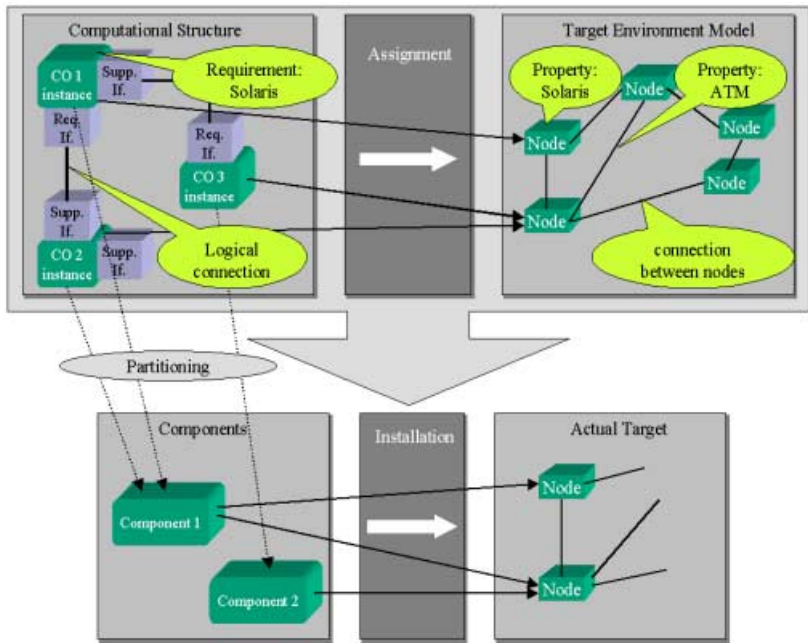 Computational Structure
Assignment
Target Environment Model
CO 1
instance
Supp.
If.
Requirement:
Solaris
Property:
Solaris
Node
Property:
ATM
Req.
If.
Req.
If.
Node
Node
CO 3
instance
Node
Supp.
If.
Node
CO 2
instance
Supp.
If.
Logical
connection
connection
between nodes
Partitioning
Components
Installation
Actual Target
Component 1
Node
Component 2
Node